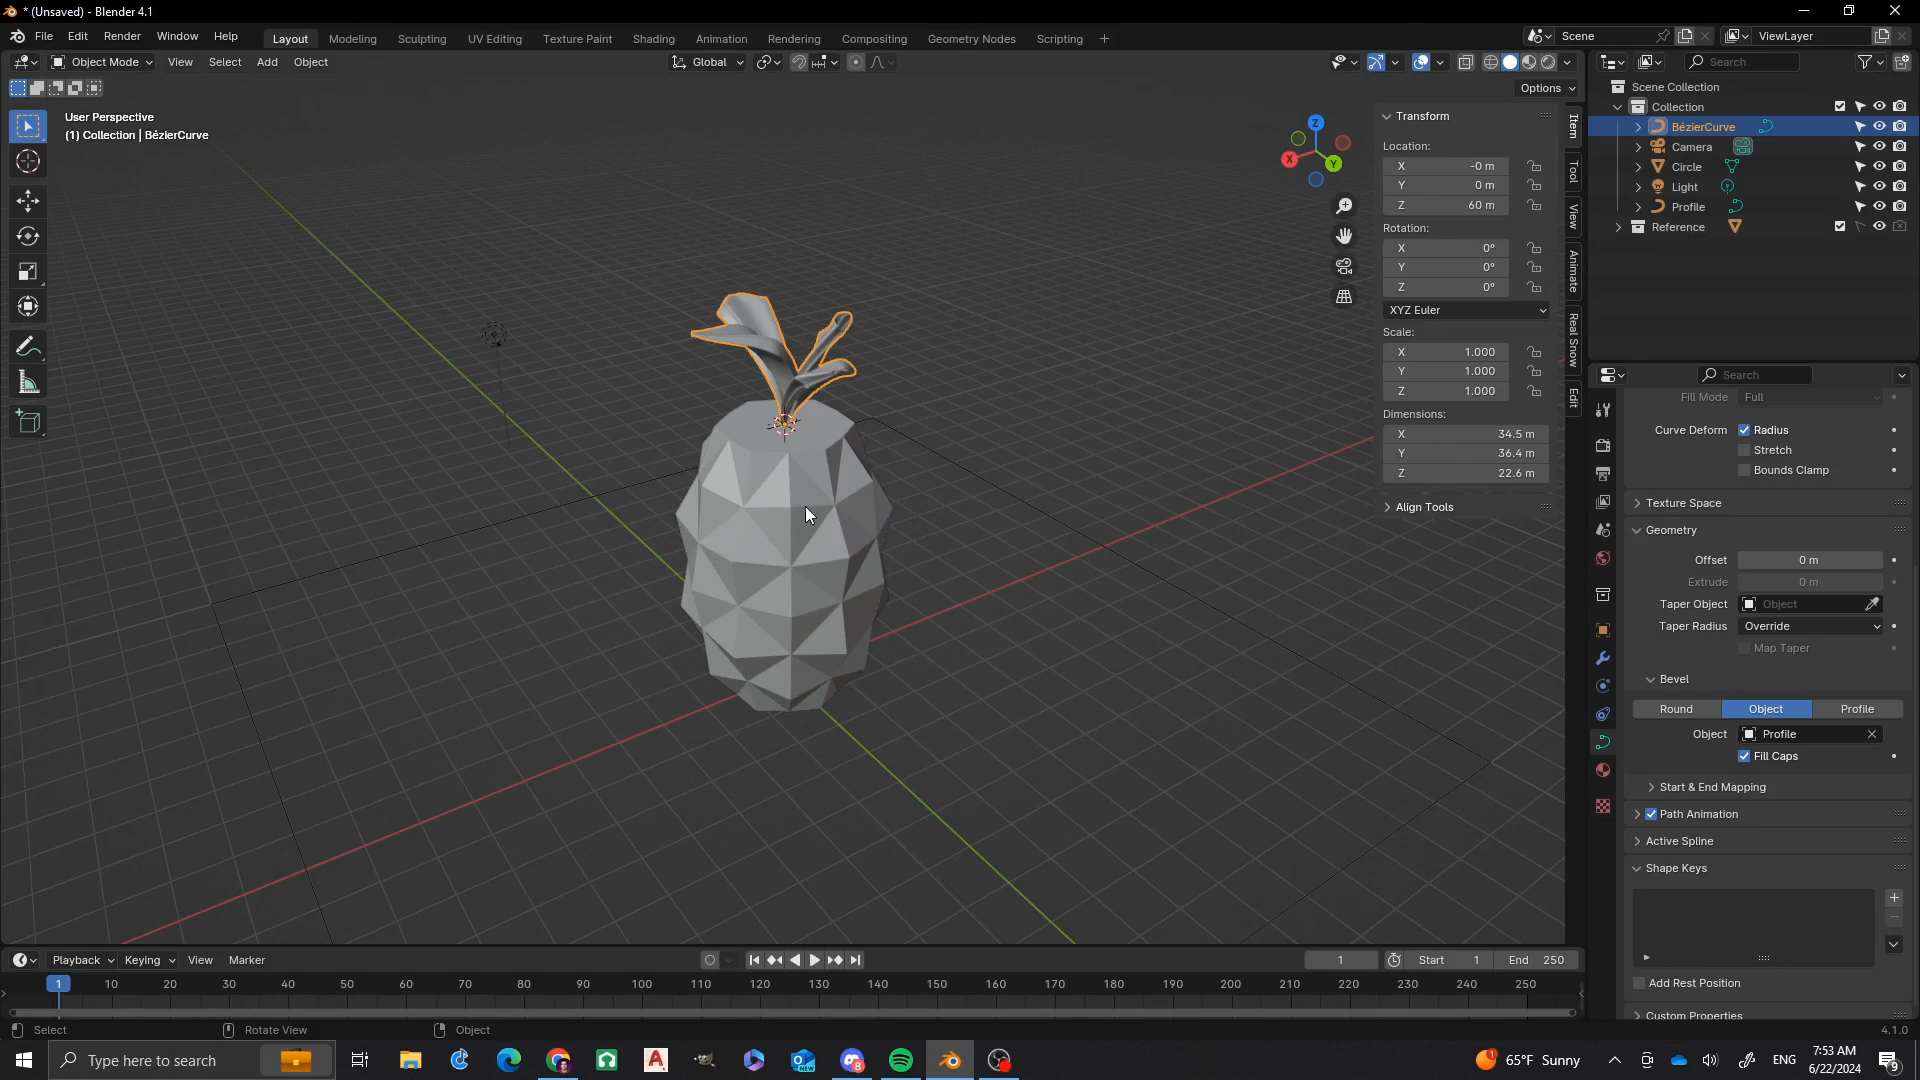 * (Unsaved) - Blender 4.1
File Edit Render Window Help Layout Modeling Sculpting UV Editing Texture Paint Shading Animation Rendering Compositing Geometry Nodes Scripting + Scene ViewLayer
Object Mode View Select Add Object Global Search
Options
User Perspective
(1) Collection | BézierCurve
Z
X
Y
Transform
Location:
X -0 m
Y 0 m
Z 60 m
Rotation:
X 0°
Y 0°
Z 0°
XYZ Euler
Scale:
X 1.000
Y 1.000
Z 1.000
Dimensions:
X 34.5 m
Y 36.4 m
Z 22.6 m
Align Tools
Item
Tool
View
Animate
Real Snow
Edit
Scene Collection
Collection
BézierCurve
Camera
Circle
Light
Profile
Reference
Search
Fill Mode Full
Curve Deform Radius
Stretch
Bounds Clamp
Texture Space
Geometry
Offset 0 m
Extrude 0 m
Taper Object Object
Taper Radius Override
Map Taper
Bevel
Round Object Profile
Object Profile
Fill Caps
Start & End Mapping
Path Animation
Active Spline
Shape Keys
Add Rest Position
Custom Properties
Playback Keying View Marker 1 Start 1 End 250
1 10 20 30 40 50 60 70 80 90 100 110 120 130 140 150 160 170 180 190 200 210 220 230 240 250
Select Rotate View Object 4.1.0
Type here to search 65°F Sunny ENG 7:53 AM
6/22/2024